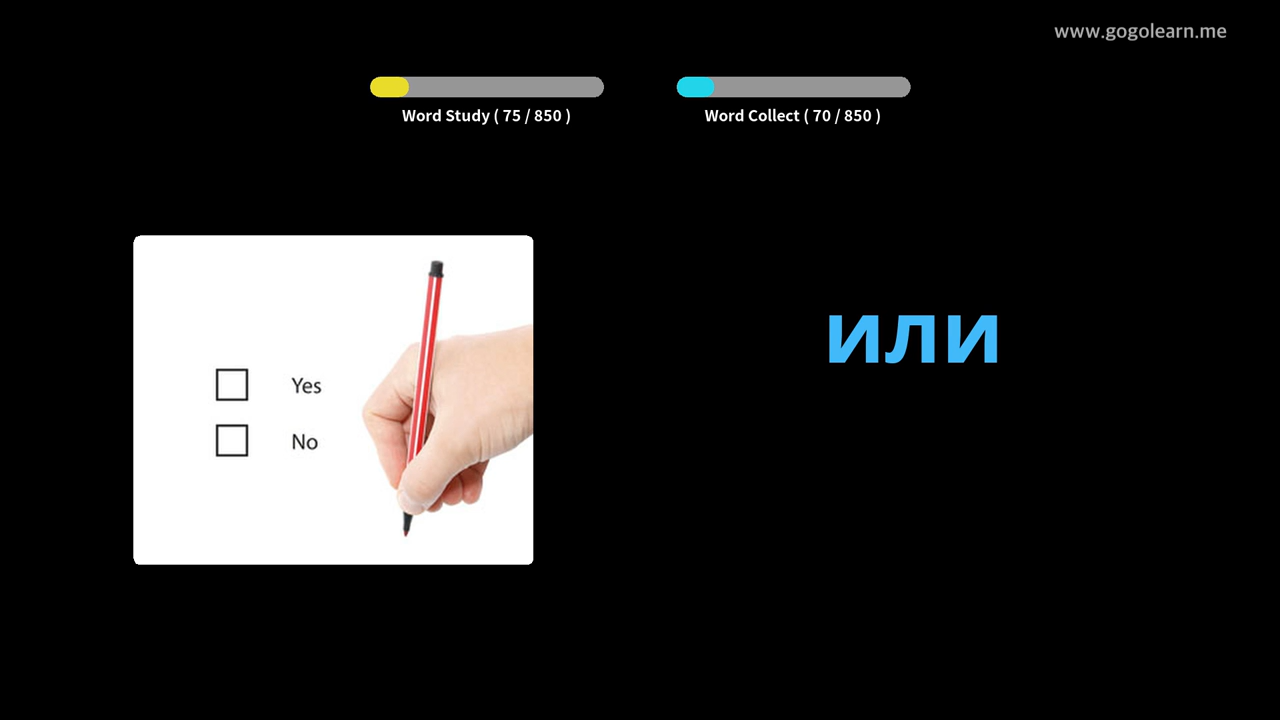 www.gogolearn.me
Word Study ( 75 / 850 )
Word Collect ( 70 / 850 )
Yes
No
или